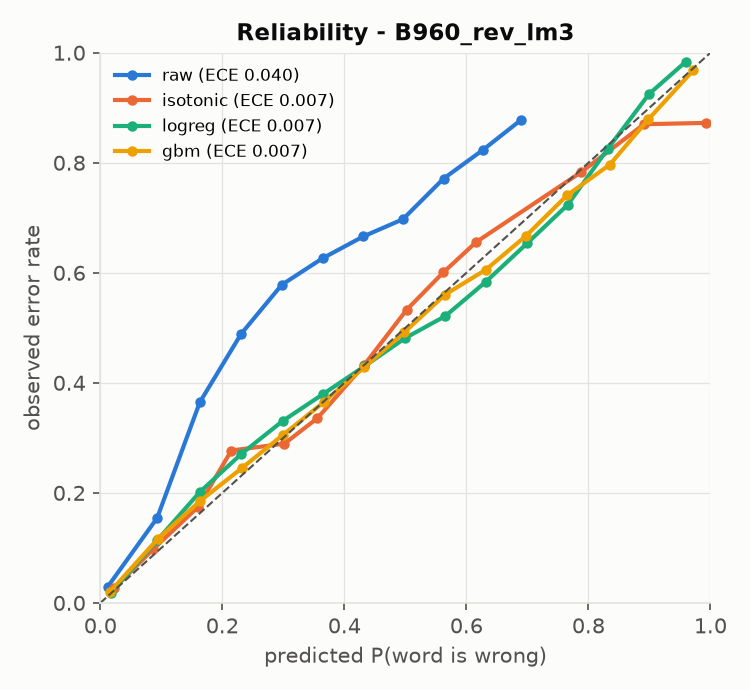 Reliability - B960_rev_lm3
raw (ECE 0.040)
isotonic (ECE 0.007)
logreg (ECE 0.007)
gbm (ECE 0.007)
observed error rate
1.0
0.8
0.6
0.4
0.2
0.0
0.0 0.2 0.4 0.6 0.8 1.0
predicted P(word is wrong)